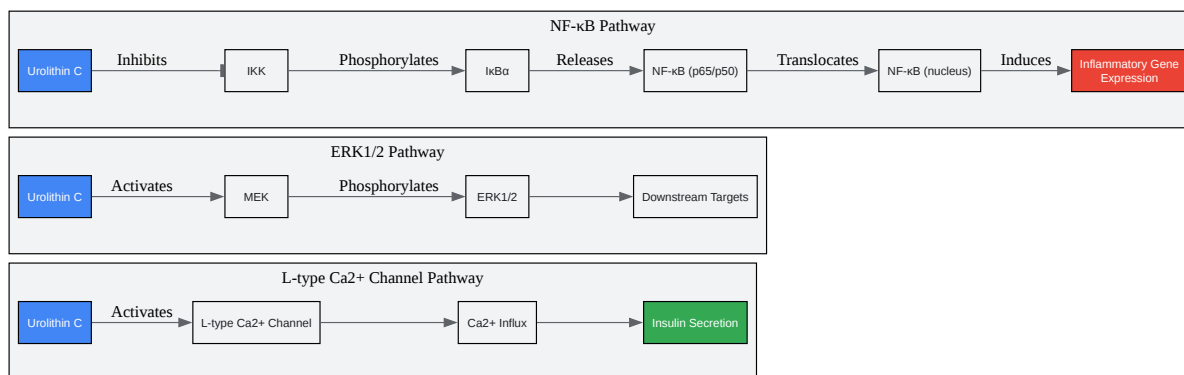 NF-κB Pathway
Urolithin C
Inhibits
IKK
Phosphorylates
IκBα
Releases
NF-κB (p65/p50)
Translocates
NF-κB (nucleus)
Induces
Inflammatory Gene
Expression
ERK1/2 Pathway
Urolithin C
Activates
MEK
Phosphorylates
ERK1/2
Downstream Targets
L-type Ca2+ Channel Pathway
Urolithin C
Activates
L-type Ca2+ Channel
Ca2+ Influx
Insulin Secretion